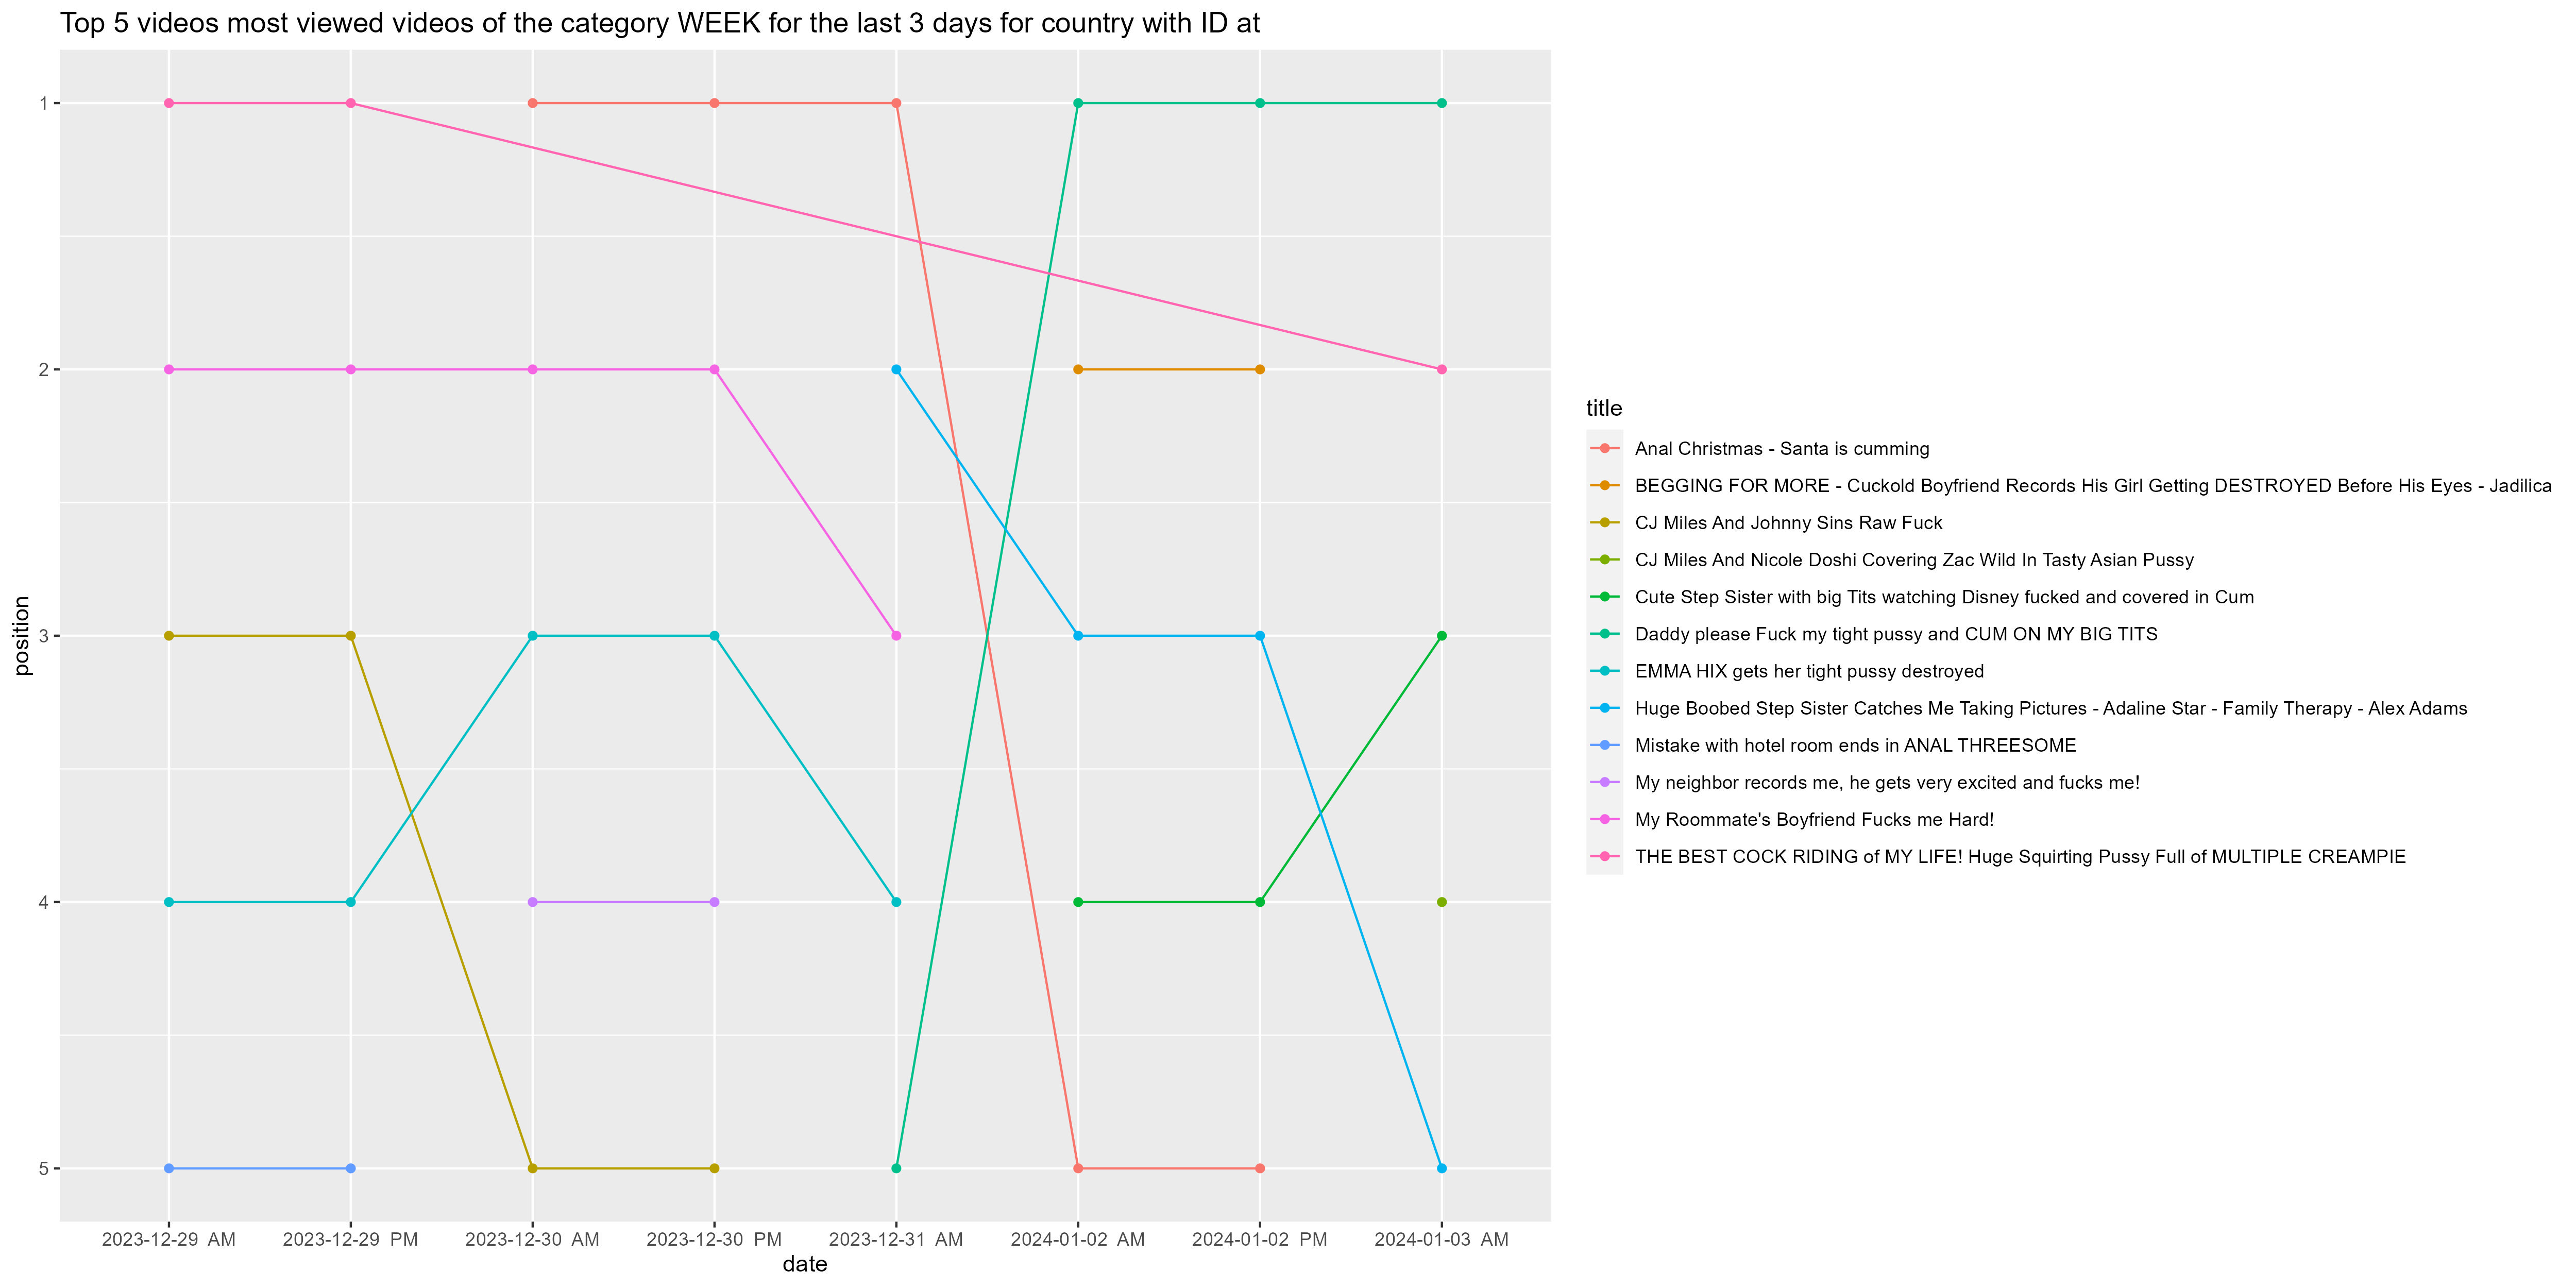 Top 5 videos most viewed videos of the category WEEK for the last 3 days for country with ID at
position
1
2
3
4
5
2023-12-29 AM
2023-12-29 PM
2023-12-30 AM
2023-12-30 PM
2023-12-31 AM
2024-01-02 AM
2024-01-02 PM
2024-01-03 AM
date
title
Anal Christmas - Santa is cumming
BEGGING FOR MORE - Cuckold Boyfriend Records His Girl Getting DESTROYED Before His Eyes - Jadilica
CJ Miles And Johnny Sins Raw Fuck
CJ Miles And Nicole Doshi Covering Zac Wild In Tasty Asian Pussy
Cute Step Sister with big Tits watching Disney fucked and covered in Cum
Daddy please Fuck my tight pussy and CUM ON MY BIG TITS
EMMA HIX gets her tight pussy destroyed
Huge Boobed Step Sister Catches Me Taking Pictures - Adaline Star - Family Therapy - Alex Adams
Mistake with hotel room ends in ANAL THREESOME
My neighbor records me, he gets very excited and fucks me!
My Roommate's Boyfriend Fucks me Hard!
THE BEST COCK RIDING of MY LIFE! Huge Squirting Pussy Full of MULTIPLE CREAMPIE